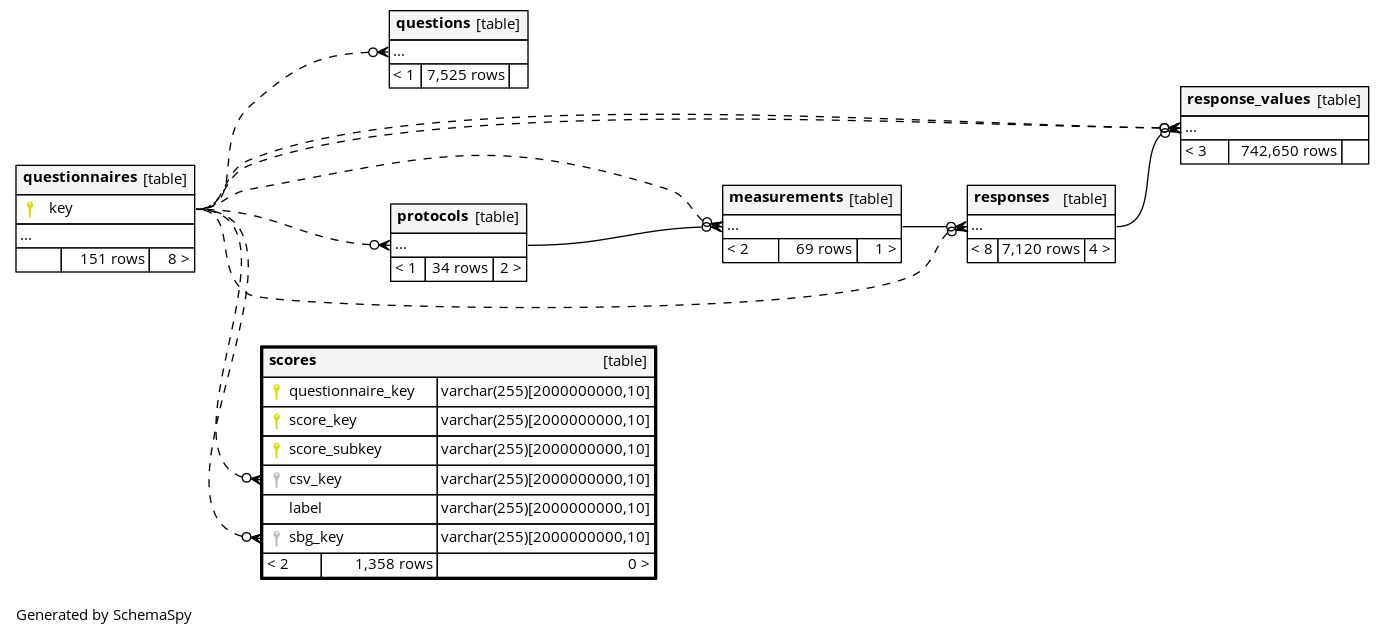 questions [table]
...
< 1 7,525 rows
response_values [table]
...
< 3 742,650 rows
questionnaires [table]
key
...
151 rows 8 >
protocols [table]
...
< 1 34 rows 2 >
measurements [table]
...
< 2 69 rows 1 >
responses [table]
...
< 8 7,120 rows 4 >
scores [table]
questionnaire_key varchar(255)[2000000000,10]
score_key varchar(255)[2000000000,10]
score_subkey varchar(255)[2000000000,10]
csv_key varchar(255)[2000000000,10]
label varchar(255)[2000000000,10]
sbg_key varchar(255)[2000000000,10]
< 2 1,358 rows 0 >
Generated by SchemaSpy